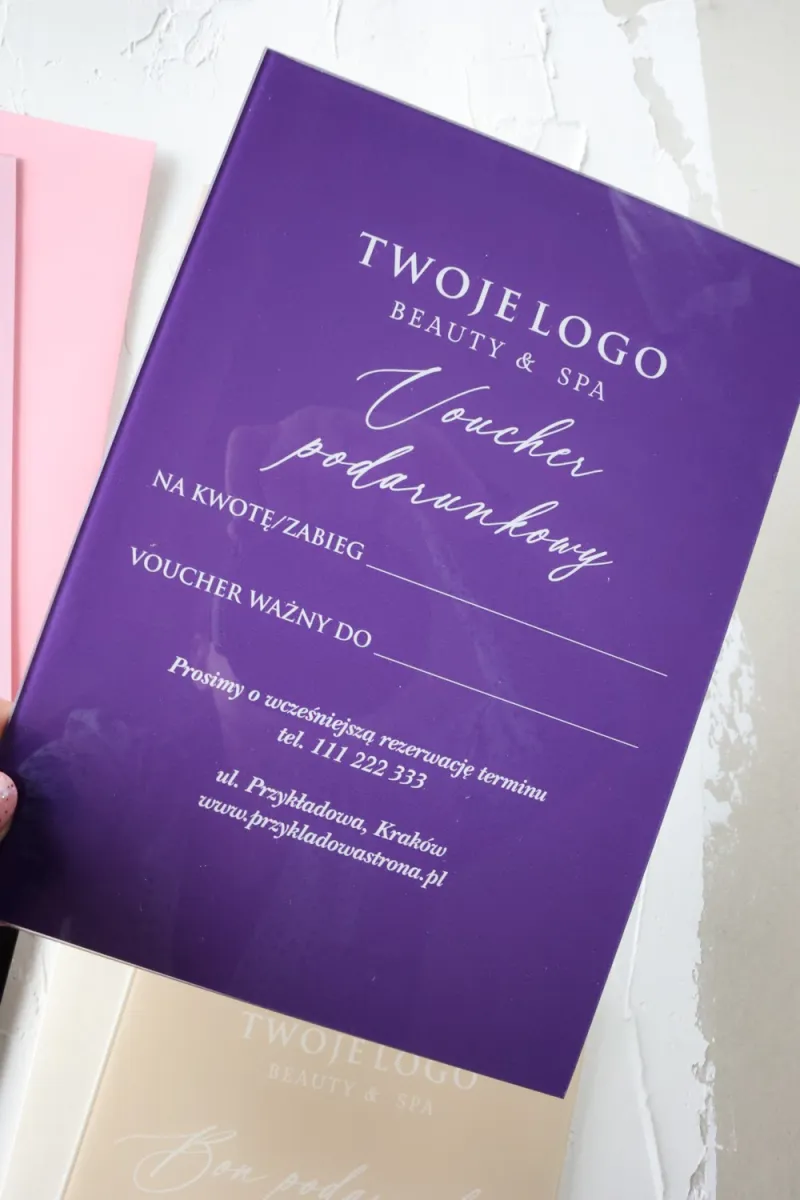 TWOJE LOGO
BEAUTY & SPA
Voucher
podarunkowy
NA KWOTĘ/ZABIEG
VOUCHER WAŻNY DO
Prosimy o wcześniejszą rezerwację terminu
tel. 111 222 333
ul. Przykładowa, Kraków
www.przykladowastrona.pl
TWOJE LOGO
BEAUTY & SPA
Bon